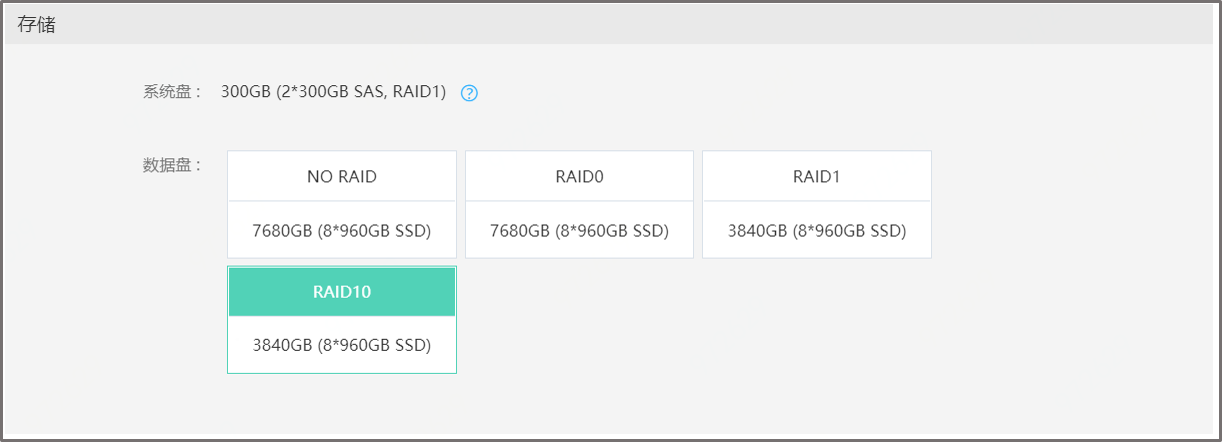 存储
系统盘： 300GB (2*300GB SAS, RAID1) ?
数据盘：
NO RAID RAID0 RAID1
7680GB (8*960GB SSD) 7680GB (8*960GB SSD) 3840GB (8*960GB SSD)
RAID10
3840GB (8*960GB SSD)